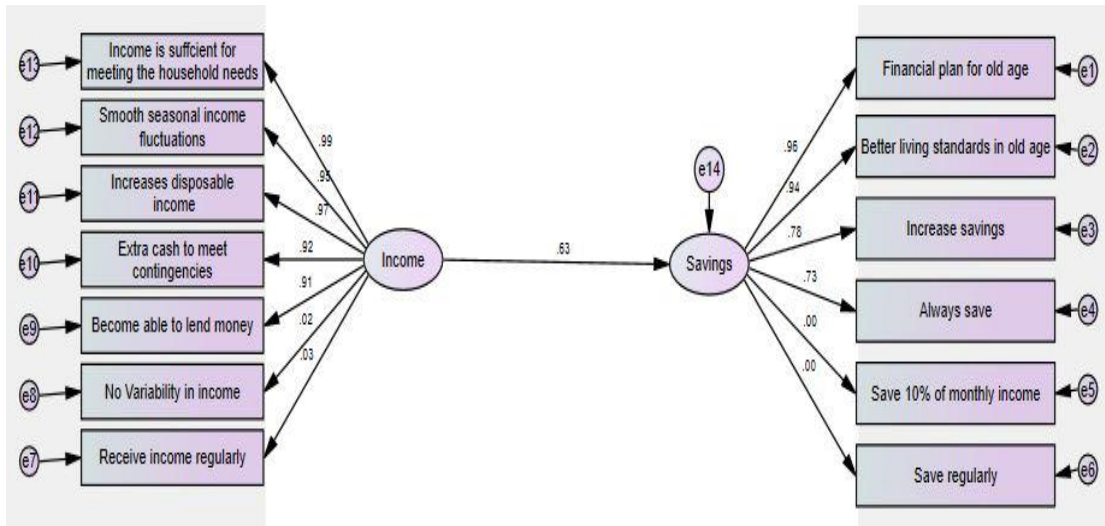 e13
Income is suffcient for
meeting the household needs
e12
Smooth seasonal income
fluctuations
e11
Increases disposable
income
e10
Extra cash to meet
contingencies
e9
Become able to lend money
e8
No Variability in income
e7
Receive income regularly
.99
.95
.97
.92
.91
.02
.03
Income
.63
e14
Savings
.96
.94
.78
.73
.00
.00
Financial plan for old age
e1
Better living standards in old age
e2
Increase savings
e3
Always save
e4
Save 10% of monthly income
e5
Save regularly
e6